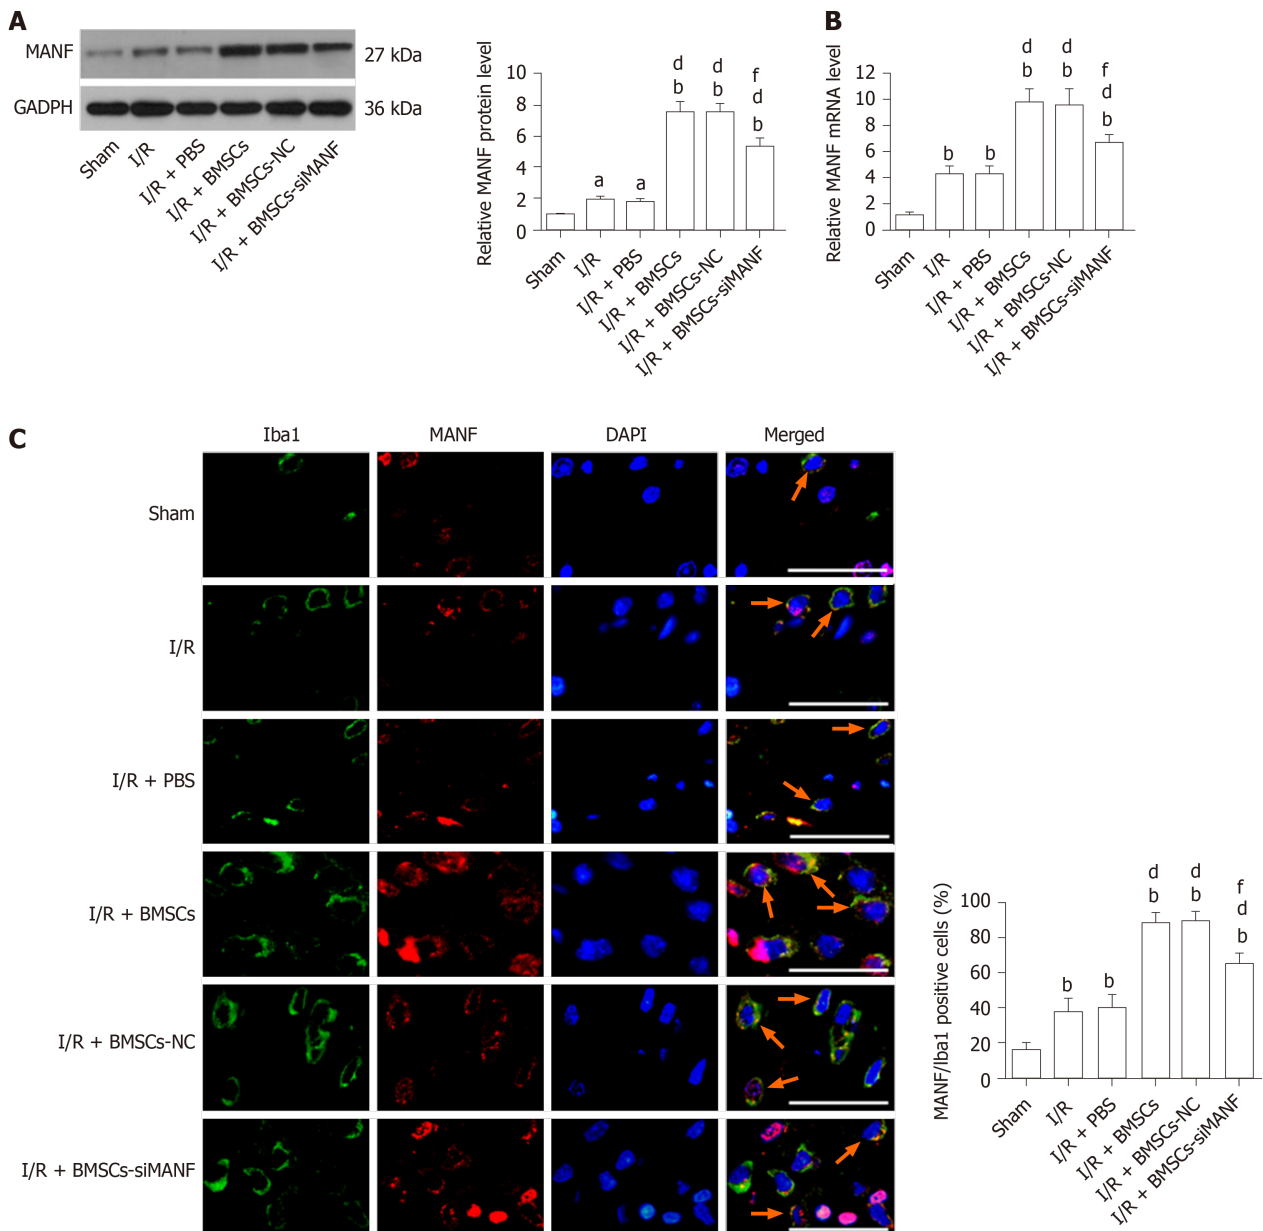 A
MANF
27 kDa
GADPH
36 kDa
Sham
I/R
I/R + PBS
I/R + BMSCs
I/R + BMSCs-NC
I/R + BMSCs-siMANF
Relative MANF protein level
10
8
6
4
2
0
a
a
d
b
d
b
f
d
b
Sham
I/R
I/R + PBS
I/R + BMSCs
I/R + BMSCs-NC
I/R + BMSCs-siMANF
B
Relative MANF mRNA level
12
10
8
6
4
2
0
b
b
d
b
d
b
f
d
b
Sham
I/R
I/R + PBS
I/R + BMSCs
I/R + BMSCs-NC
I/R + BMSCs-siMANF
C
Iba1
MANF
DAPI
Merged
Sham
I/R
I/R + PBS
I/R + BMSCs
I/R + BMSCs-NC
I/R + BMSCs-siMANF
MANF/Iba1 positive cells (%)
100
80
60
40
20
0
b
b
d
b
d
b
f
d
b
Sham
I/R
I/R + PBS
I/R + BMSCs
I/R + BMSCs-NC
I/R + BMSCs-siMANF